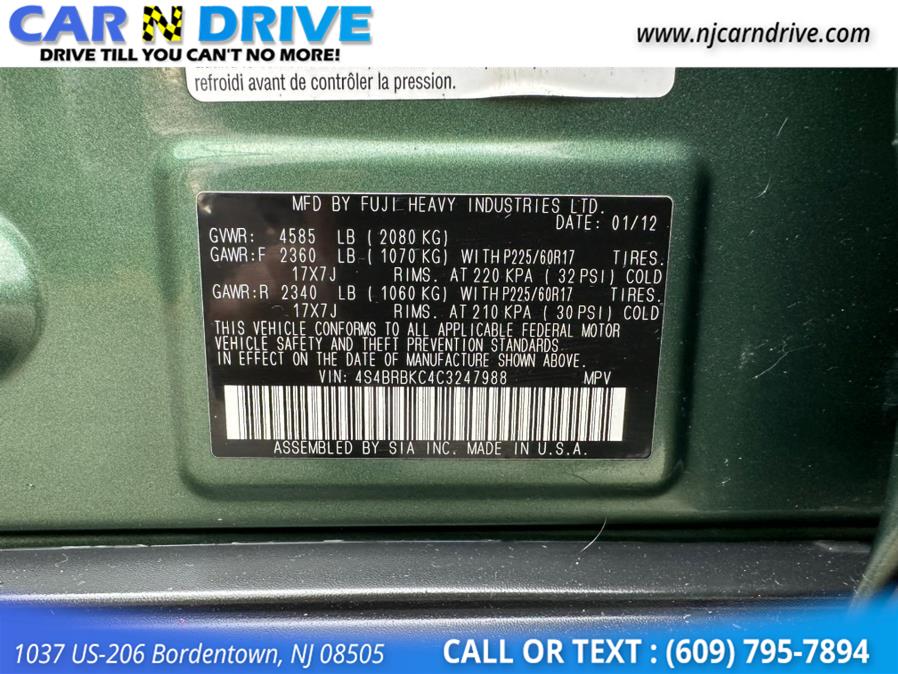 CAR N DRIVE
DRIVE TILL YOU CAN'T NO MORE!
www.njcarndrive.com
refroidi avant de contrôler la pression.
MFD BY FUJI HEAVY INDUSTRIES LTD.
DATE: 01/12
GVWR: 4585 LB ( 2080 KG)
GAWR:F 2360 LB ( 1070 KG) WITH P225/60R17 TIRES.
17X7J RIMS. AT 220 KPA ( 32 PSI) COLD
GAWR:R 2340 LB ( 1060 KG) WITH P225/60R17 TIRES.
17X7J RIMS. AT 210 KPA ( 30 PSI) COLD
THIS VEHICLE CONFORMS TO ALL APPLICABLE FEDERAL MOTOR
VEHICLE SAFETY AND THEFT PREVENTION STANDARDS
IN EFFECT ON THE DATE OF MANUFACTURE SHOWN ABOVE.
VIN: 4S4BRBKC4C3247988 MPV
ASSEMBLED BY SIA INC. MADE IN U.S.A.
1037 US-206 Bordentown, NJ 08505
CALL OR TEXT : (609) 795-7894